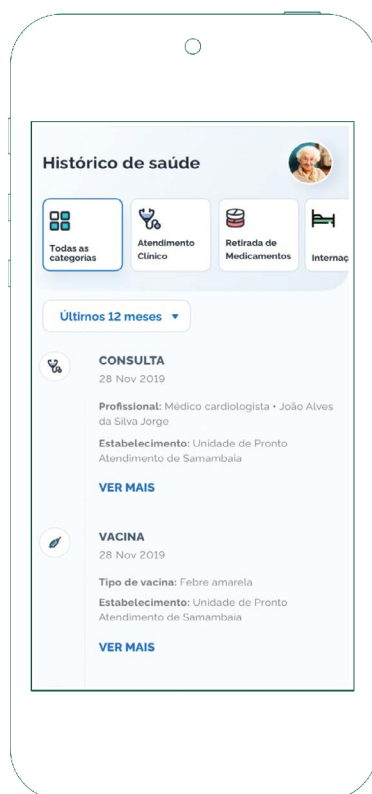 Histórico de saúde
Todas as
categorias
Atendimento
Clínico
Retirada de
Medicamentos
Internaç
Últirnos 12 meses
CONSULTA
28 Nov 2019
Profissional: Médico cardiologista • João Alves
da Silva Jorge
Estabelecimento: Unidade de Pronto
Atendimento de Samambaia
VER MAIS
VACINA
28 Nov 2019
Tipo de vacina: Febre amarela
Estabelecimento: Unidade de Pronto
Atendimento de Samambaia
VER MAIS